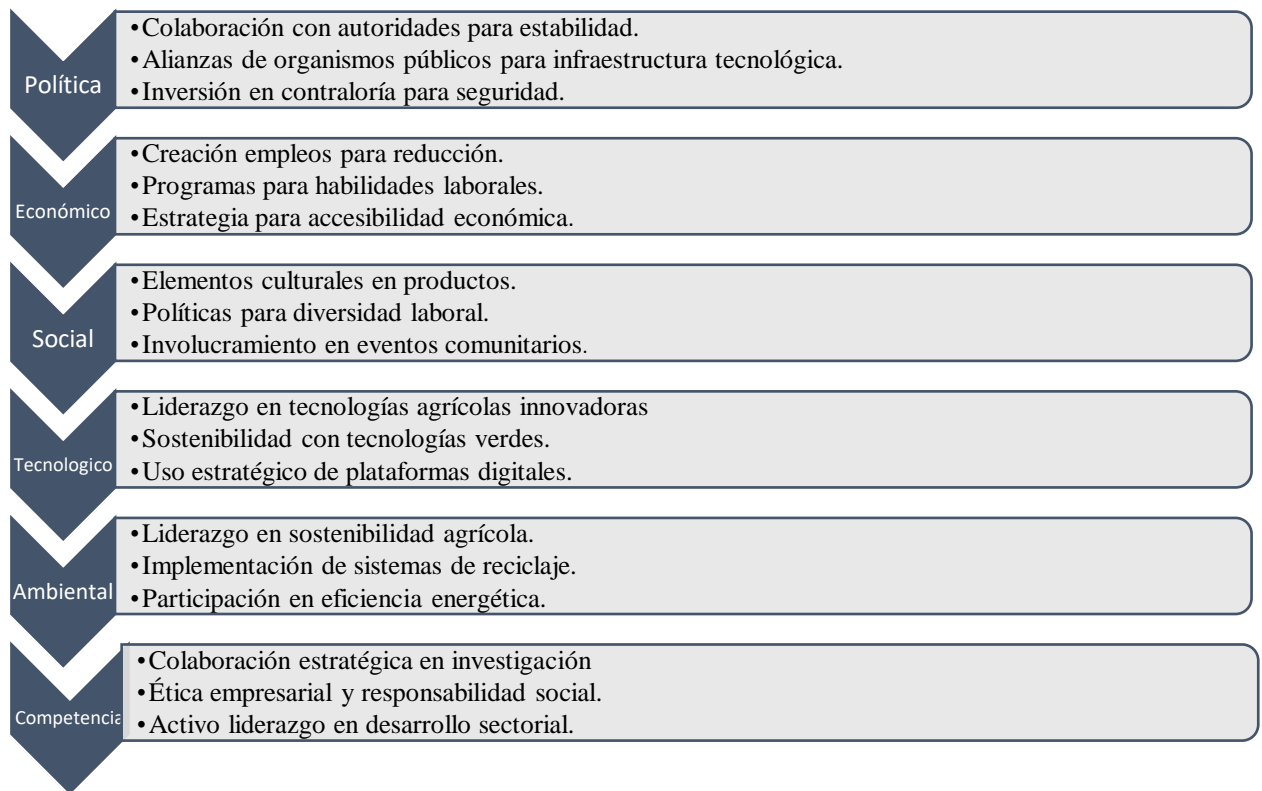 Política
•Colaboración con autoridades para estabilidad.
•Alianzas de organismos públicos para infraestructura tecnológica.
•Inversión en contraloría para seguridad.
Económico
•Creación empleos para reducción.
•Programas para habilidades laborales.
•Estrategia para accesibilidad económica.
Social
•Elementos culturales en productos.
•Políticas para diversidad laboral.
•Involucramiento en eventos comunitarios.
Tecnologico
•Liderazgo en tecnologías agrícolas innovadoras
•Sostenibilidad con tecnologías verdes.
•Uso estratégico de plataformas digitales.
Ambiental
•Liderazgo en sostenibilidad agrícola.
•Implementación de sistemas de reciclaje.
•Participación en eficiencia energética.
Competencia
•Colaboración estratégica en investigación
•Ética empresarial y responsabilidad social.
•Activo liderazgo en desarrollo sectorial.